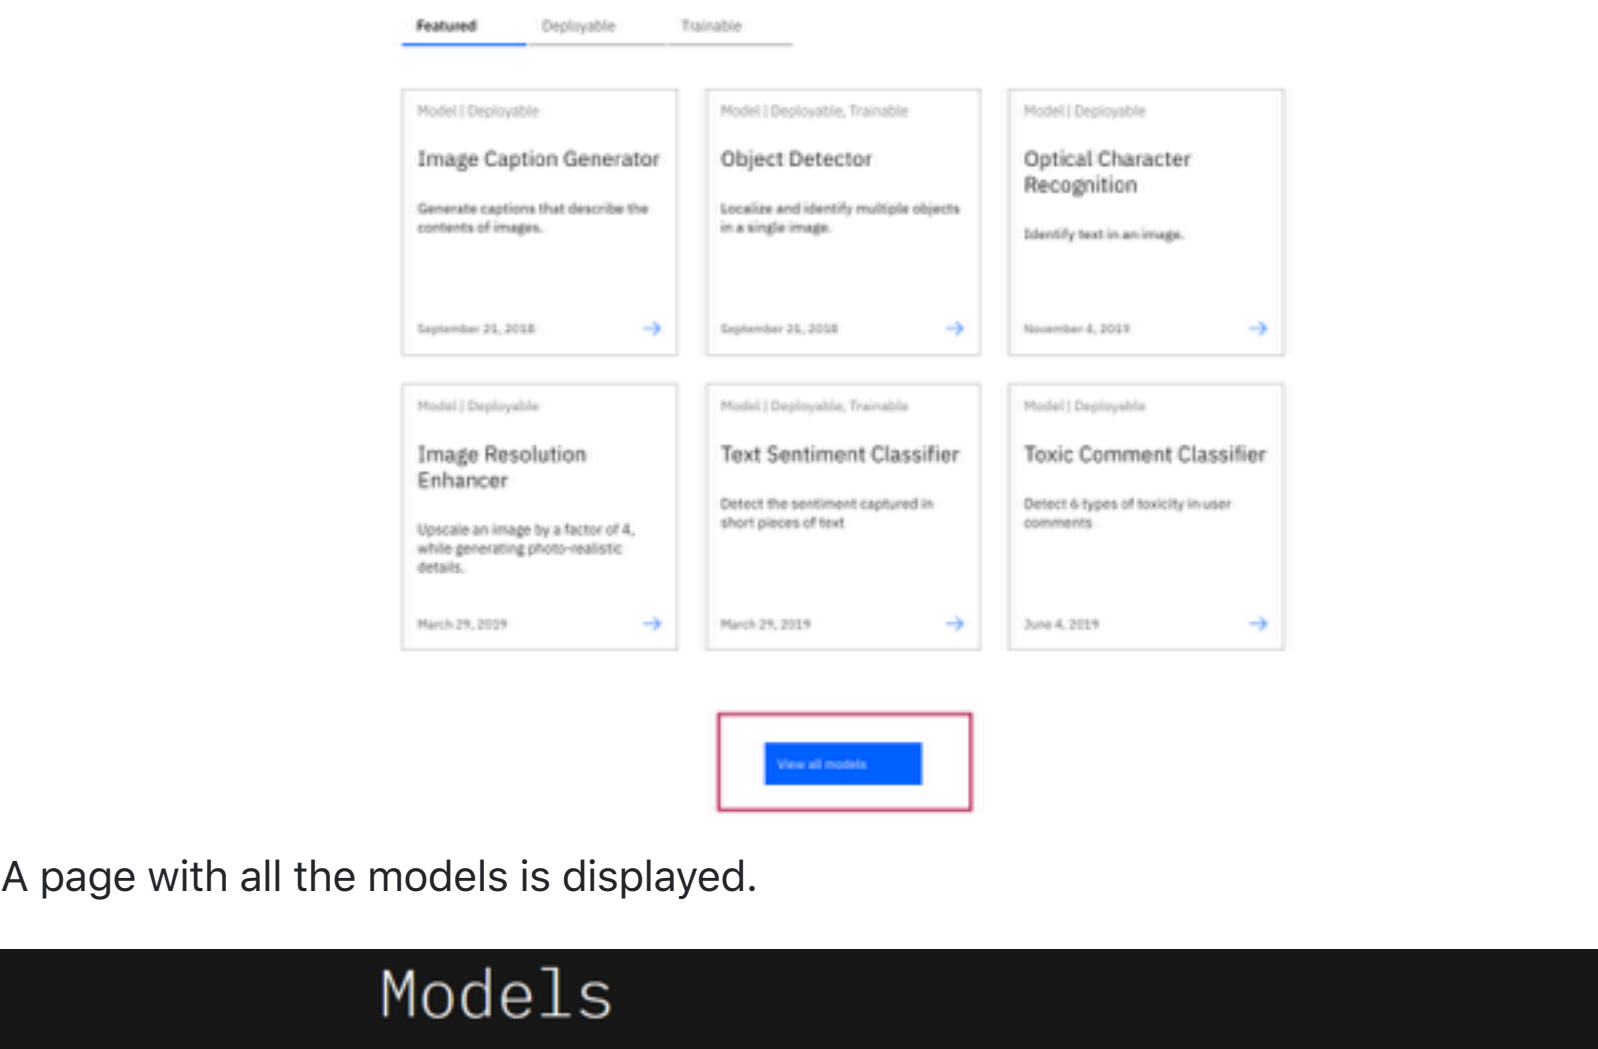 Featured Deployable Trainable
Model | Deployable
Image Caption Generator
Generate captions that describe the
contents of images.
September 21, 2018
Model | Deployable, Trainable
Object Detector
Localize and identify multiple objects
in a single image.
September 21, 2018
Model | Deployable
Optical Character
Recognition
Identify text in an image.
November 4, 2019
Model | Deployable
Image Resolution
Enhancer
Upscale an image by a factor of 4,
while generating photo-realistic
details.
March 29, 2019
Model | Deployable, Trainable
Text Sentiment Classifier
Detect the sentiment captured in
short pieces of text
March 29, 2019
Model | Deployable
Toxic Comment Classifier
Detect 6 types of toxicity in user
comments
June 4, 2019
View all models
A page with all the models is displayed.
Models